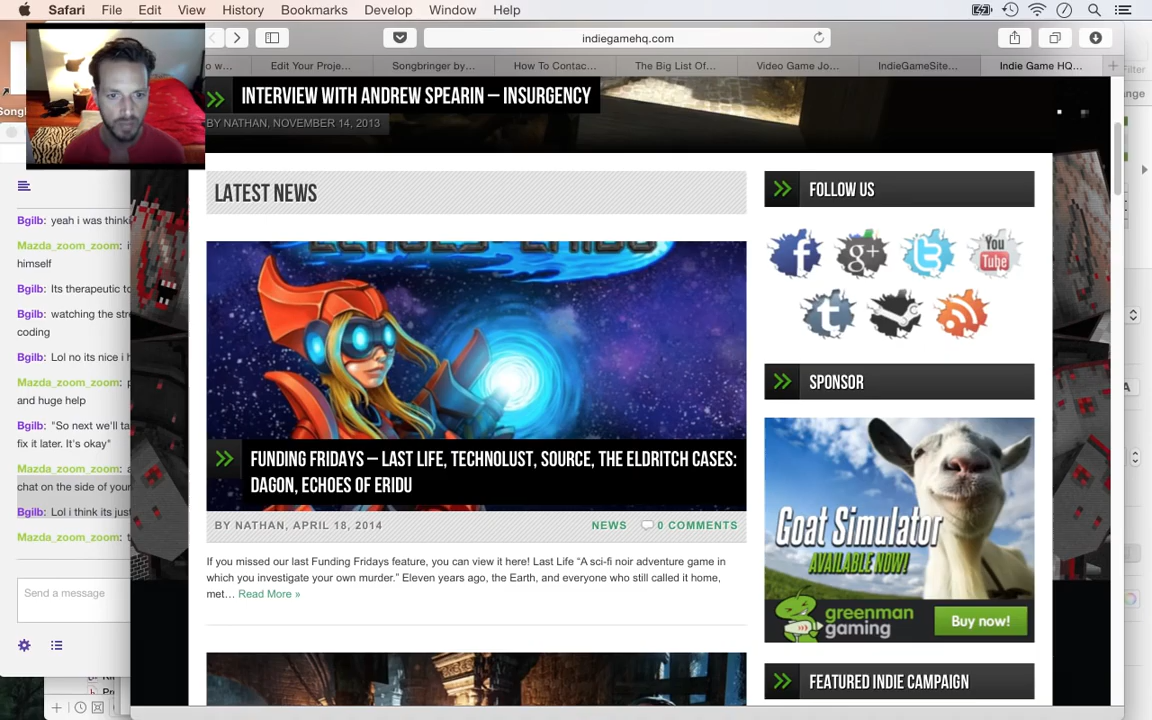 Safari File Edit View History Bookmarks Develop Window Help
indiegamehq.com
o w... Edit Your Proje... Songbringer by... How To Contac... The Big List Of... Video Game Jo... IndieGameSite... Indie Game HQ...
Filter
INTERVIEW WITH ANDREW SPEARIN – INSURGENCY
BY NATHAN, NOVEMBER 14, 2013
LATEST NEWS
FOLLOW US
You
Tube
FUNDING FRIDAYS – LAST LIFE, TECHNOLUST, SOURCE, THE ELDRITCH CASES:
DAGON, ECHOES OF ERIDU
BY NATHAN, APRIL 18, 2014
NEWS 0 COMMENTS
If you missed our last Funding Fridays feature, you can view it here! Last Life “A sci-fi noir adventure game in
which you investigate your own murder.” Eleven years ago, the Earth, and everyone who still called it home,
met… Read More »
SPONSOR
Goat Simulator
AVAILABLE NOW!
greenman
gaming
Buy now!
FEATURED INDIE CAMPAIGN
Bgilb: yeah i was think
Mazda_zoom_zoom:
himself
Bgilb: Its therapeutic to
Bgilb: watching the str
coding
Bgilb: Lol no its nice i
Mazda_zoom_zoom:
and huge help
Bgilb: "So next we'll ta
fix it later. It's okay"
Mazda_zoom_zoom:
chat on the side of your
Bgilb: Lol i think its just
Mazda_zoom_zoom:
Send a message